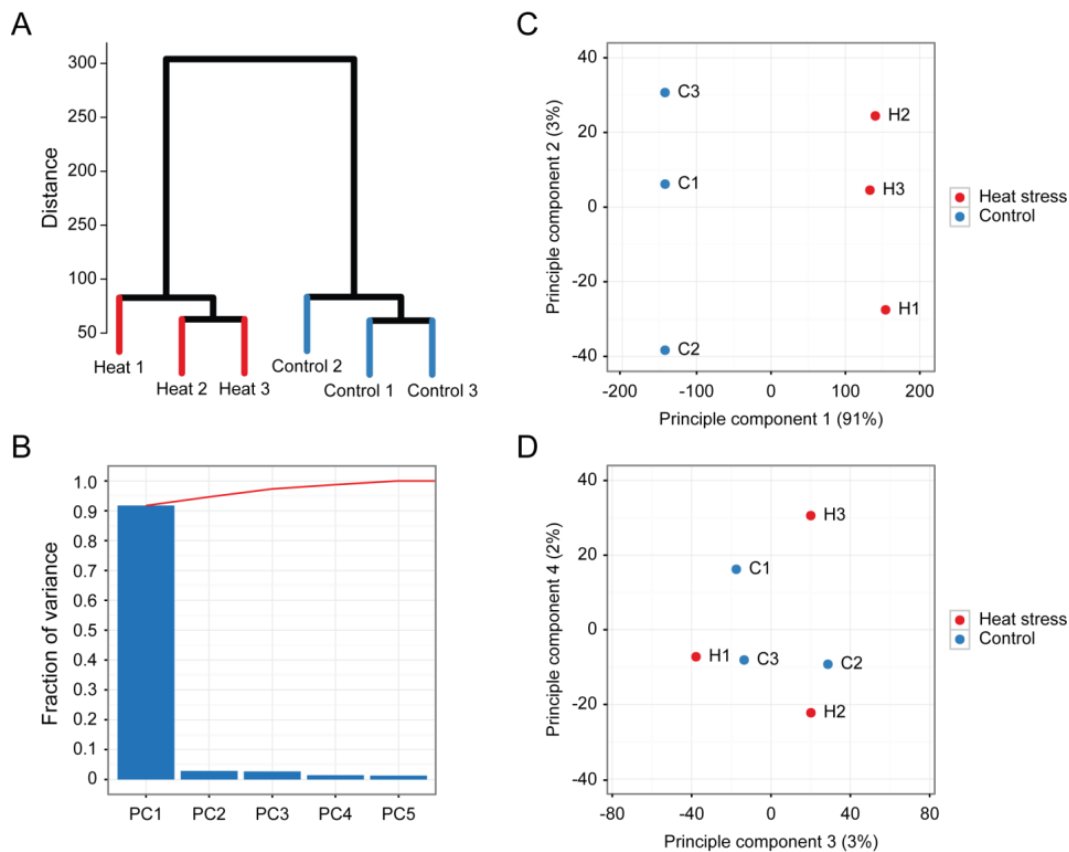 A
Distance
300
250
200
250
100
50
Heat 1
Heat 2
Heat 3
Control 2
Control 1
Control 3
B
Fraction of variance
1.0
0.9
0.8
0.7
0.6
0.5
0.4
0.3
0.2
0.1
0
PC1 PC2 PC3 PC4 PC5
C
Principle component 2 (3%)
40
20
0
-20
-40
C3
H2
C1
H3
H1
C2
-200 -100 0 100 200
Principle component 1 (91%)
Heat stress
Control
D
Principle component 4 (2%)
40
20
0
-20
-40
H3
C1
H1
C3
C2
H2
-80 -40 0 40 80
Principle component 3 (3%)
Heat stress
Control